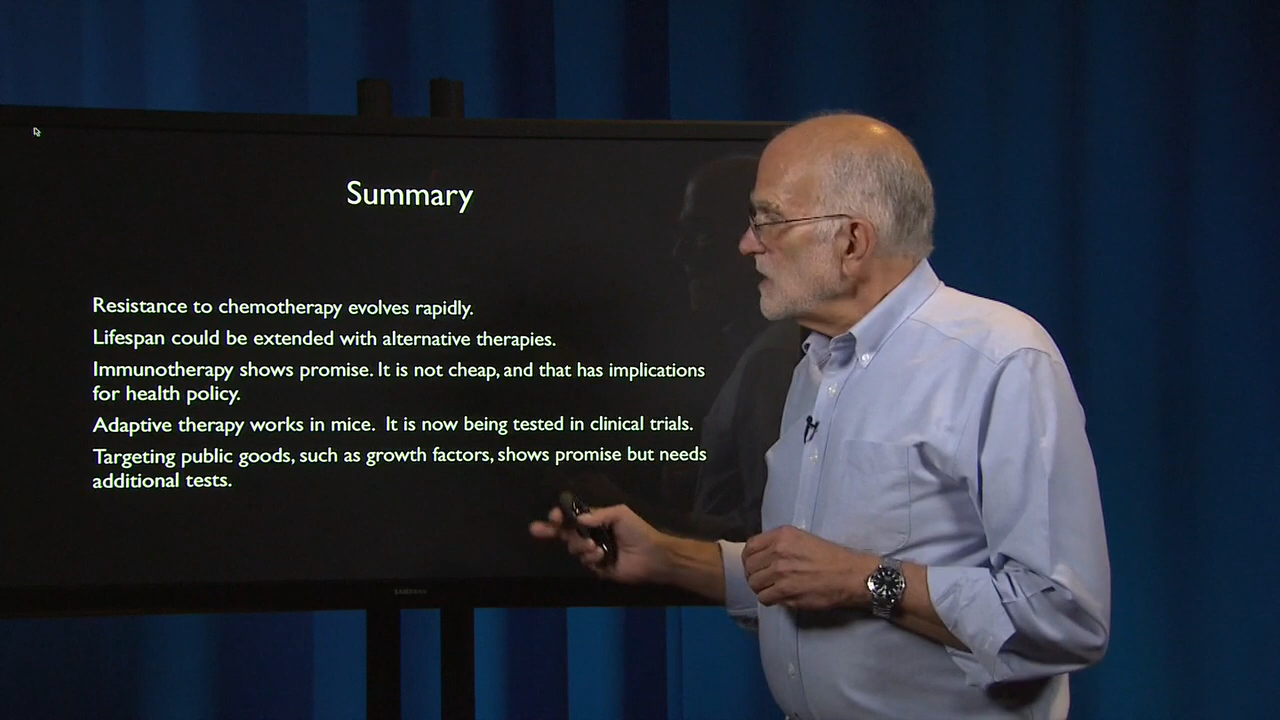 Summary
Resistance to chemotherapy evolves rapidly.
Lifespan could be extended with alternative therapies.
Immunotherapy shows promise. It is not cheap, and that has implications
for health policy.
Adaptive therapy works in mice.  It is now being tested in clinical trials.
Targeting public goods, such as growth factors, shows promise but needs
additional tests.
SAMSUNG